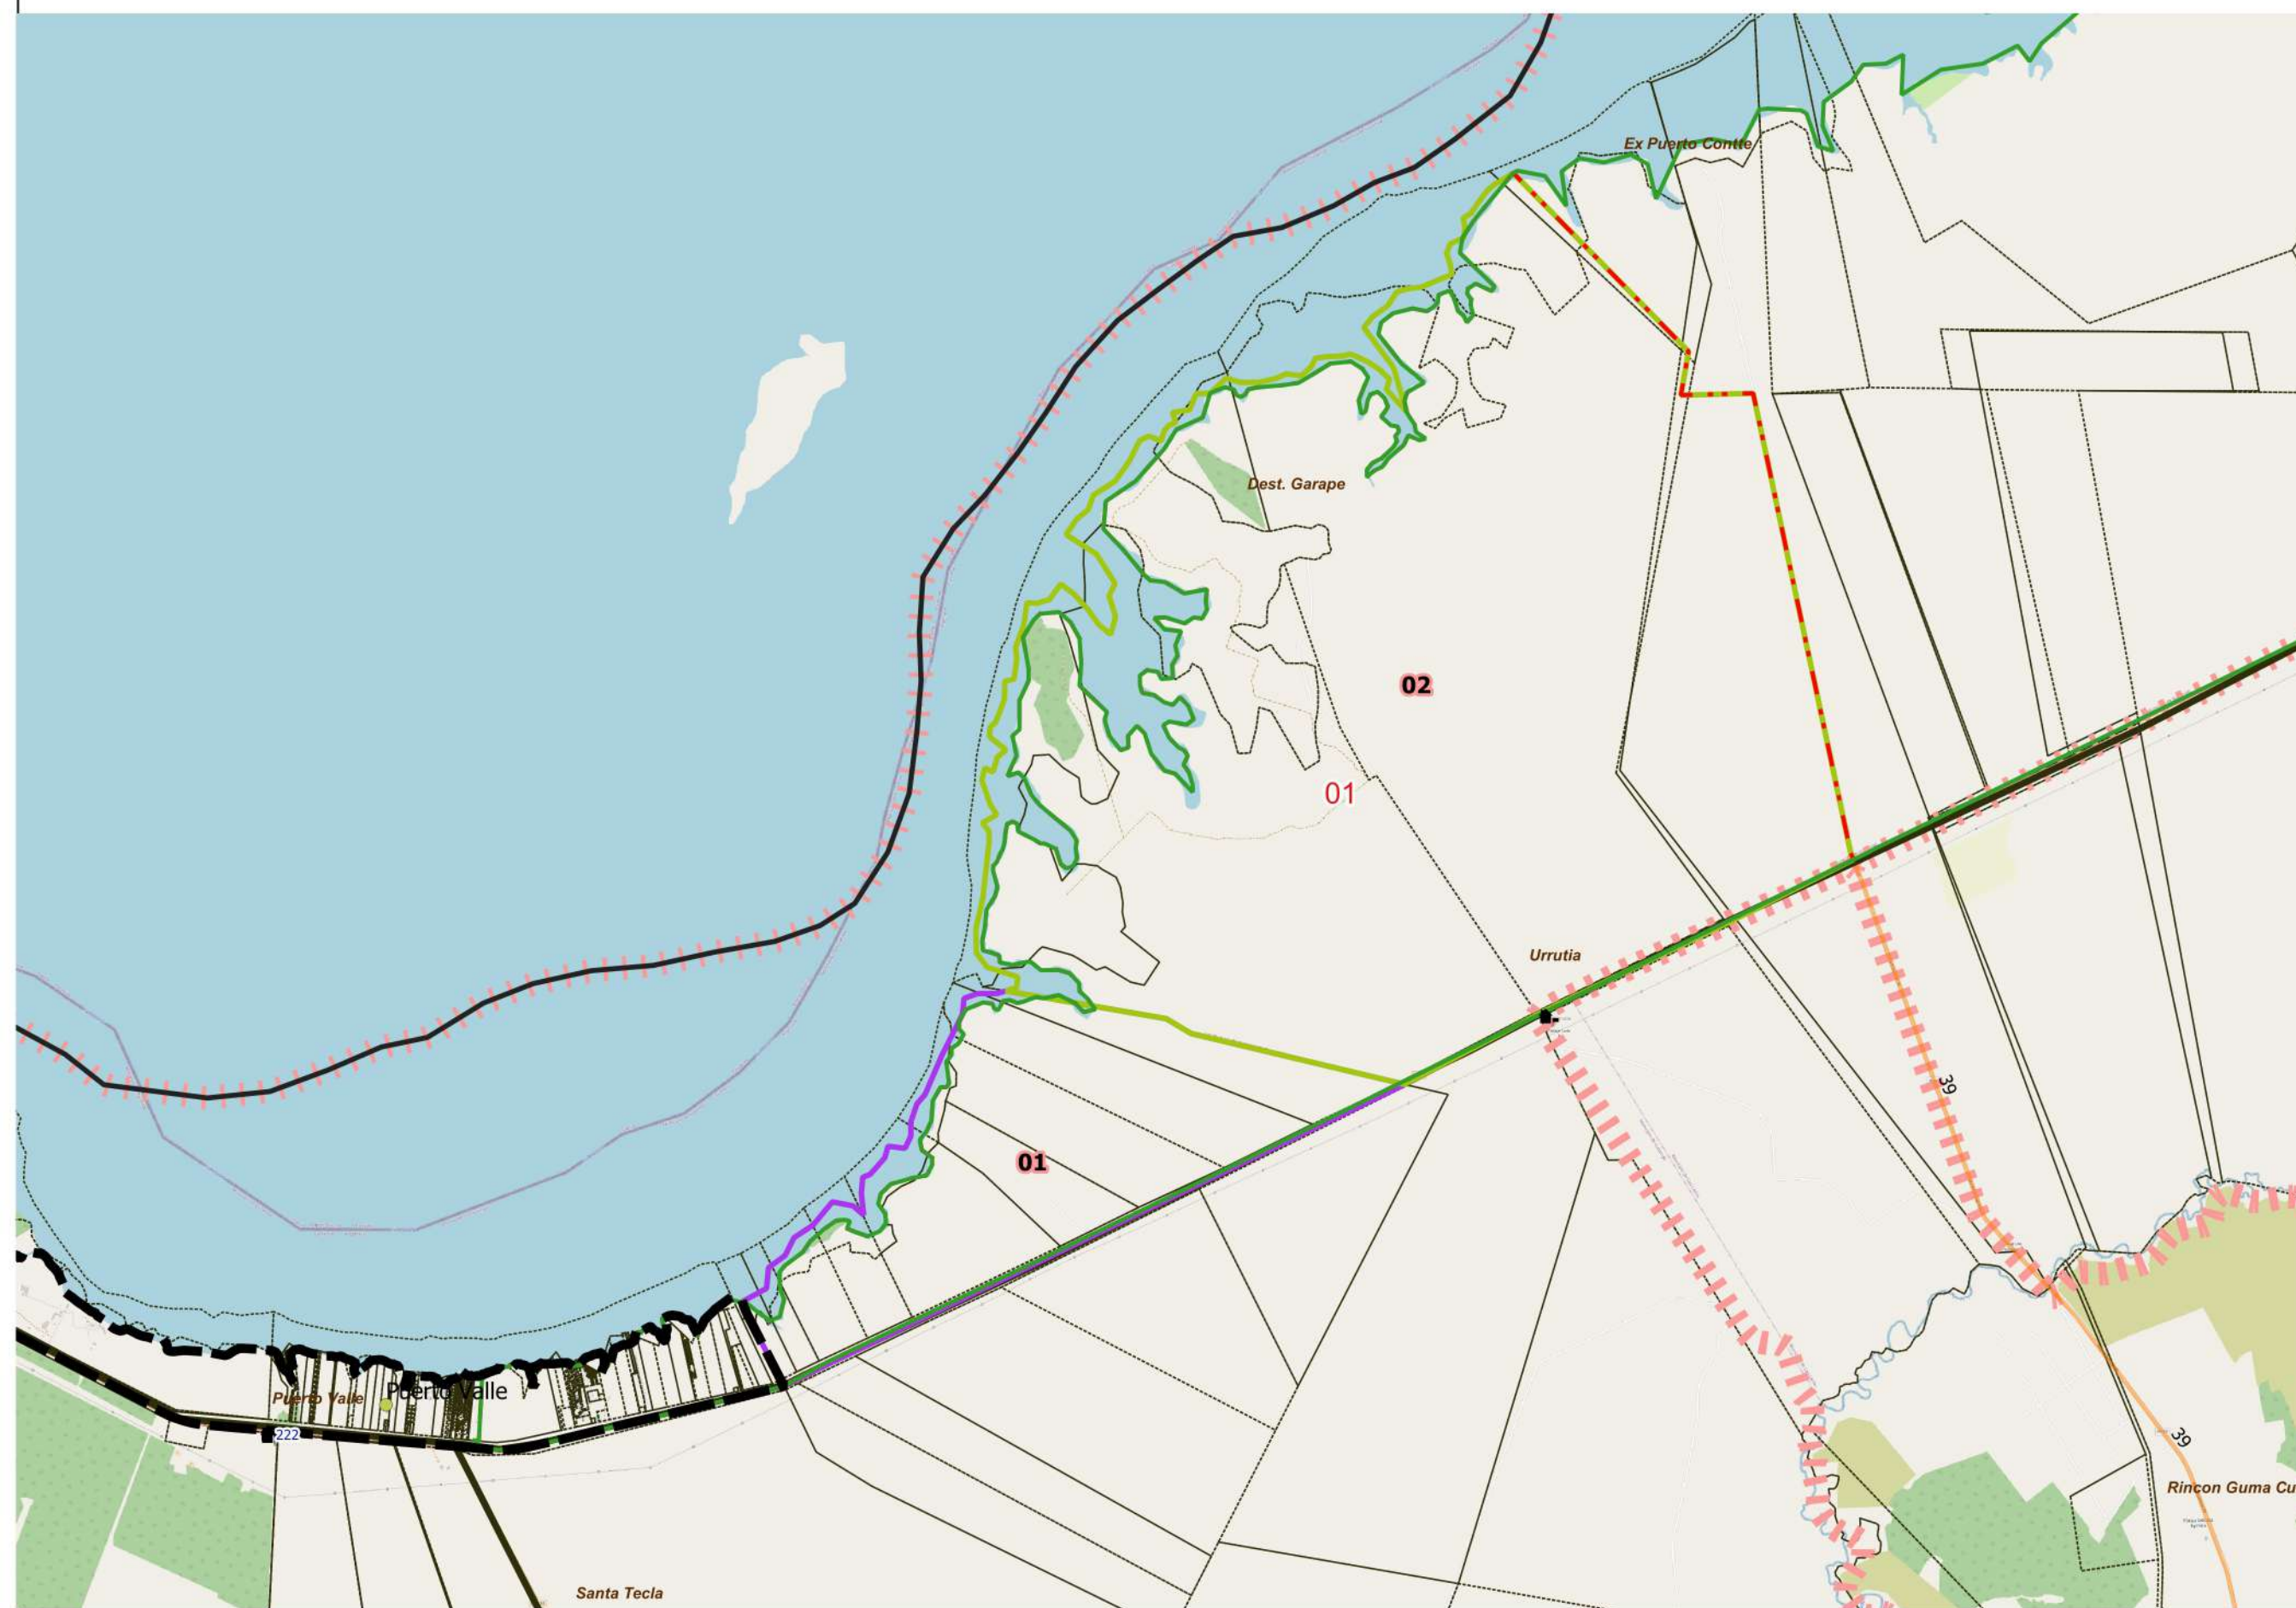 Ex Puerto Contte
Dest. Garape
02
01
Urrutia
39
01
Puerto Valle
Puerto Valle
222
39
Rincon Guma Cu
Santa Tecla